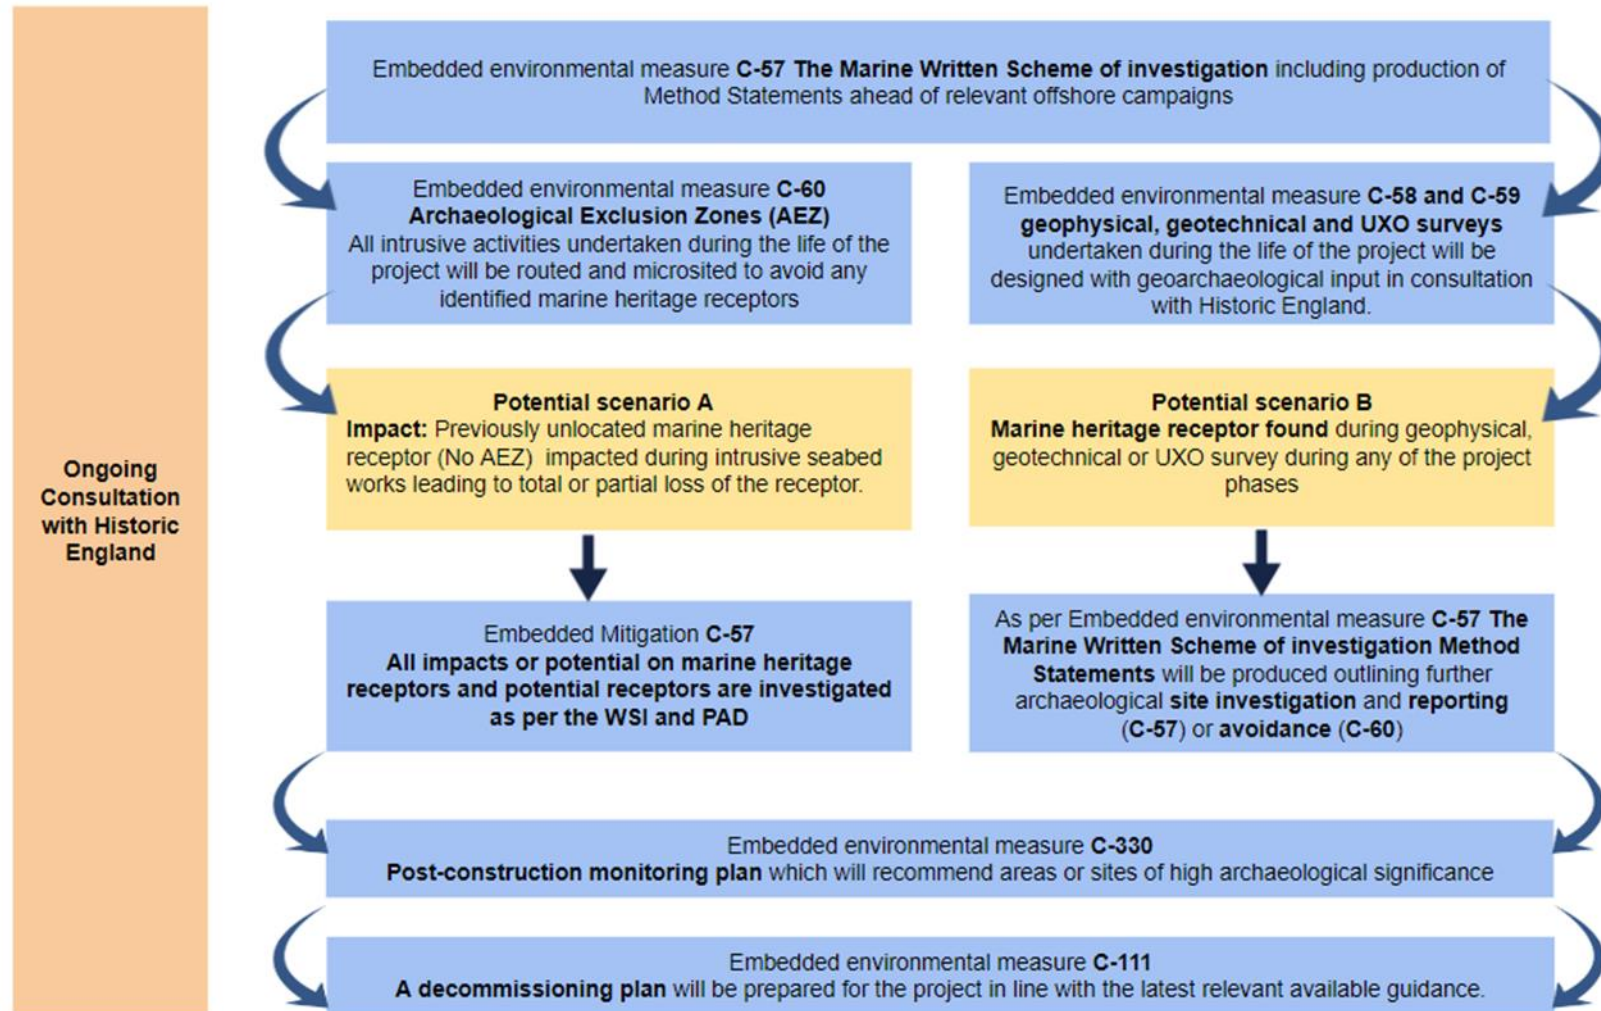 Ongoing
Consultation
with Historic
England
Embedded environmental measure C-57 The Marine Written Scheme of investigation including production of
Method Statements ahead of relevant offshore campaigns
Embedded environmental measure C-60
Archaeological Exclusion Zones (AEZ)
All intrusive activities undertaken during the life of the
project will be routed and microsited to avoid any
identified marine heritage receptors
Embedded environmental measure C-58 and C-59
geophysical, geotechnical and UXO surveys
undertaken during the life of the project will be
designed with geoarchaeological input in consultation
with Historic England.
Potential scenario A
Impact: Previously unlocated marine heritage
receptor (No AEZ) impacted during intrusive seabed
works leading to total or partial loss of the receptor.
Potential scenario B
Marine heritage receptor found during geophysical,
geotechnical or UXO survey during any of the project
phases
Embedded Mitigation C-57
All impacts or potential on marine heritage
receptors and potential receptors are investigated
as per the WSI and PAD
As per Embedded environmental measure C-57 The
Marine Written Scheme of investigation Method
Statements will be produced outlining further
archaeological site investigation and reporting
(C-57) or avoidance (C-60)
Embedded environmental measure C-330
Post-construction monitoring plan which will recommend areas or sites of high archaeological significance
Embedded environmental measure C-111
A decommissioning plan will be prepared for the project in line with the latest relevant available guidance.